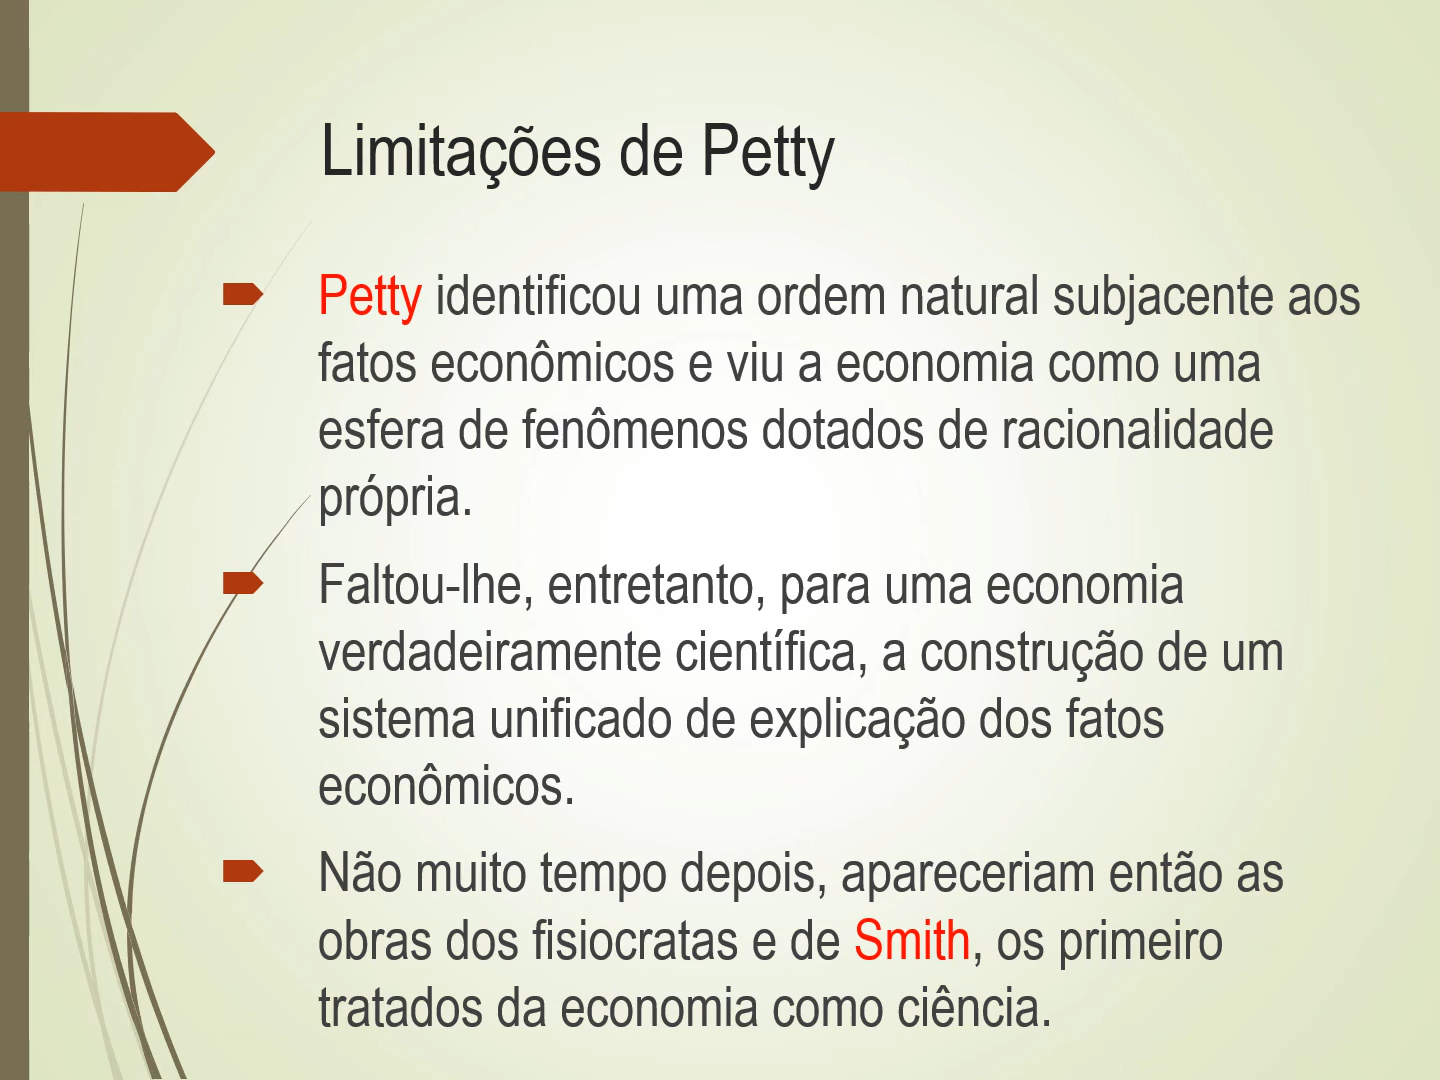 Limitações de Petty
Petty identificou uma ordem natural subjacente aos
fatos econômicos e viu a economia como uma
esfera de fenômenos dotados de racionalidade
própria.
Faltou-lhe, entretanto, para uma economia
verdadeiramente científica, a construção de um
sistema unificado de explicação dos fatos
econômicos.
Não muito tempo depois, apareceriam então as
obras dos fisiocratas e de Smith, os primeiro
tratados da economia como ciência.